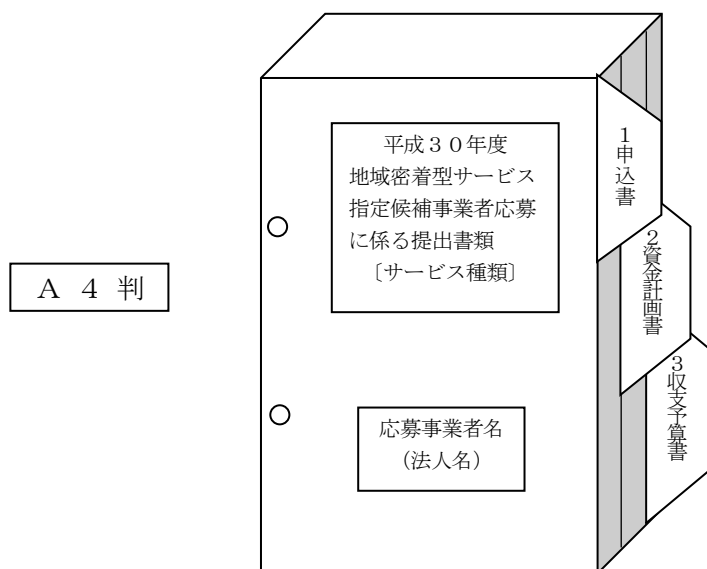 平成３０年度
地域密着型サービス
指定候補事業者応募
に係る提出書類
〔サービス種類〕
１申込書
２資金計画書
３収支予算書
Ａ４判
応募事業者名
（法人名）